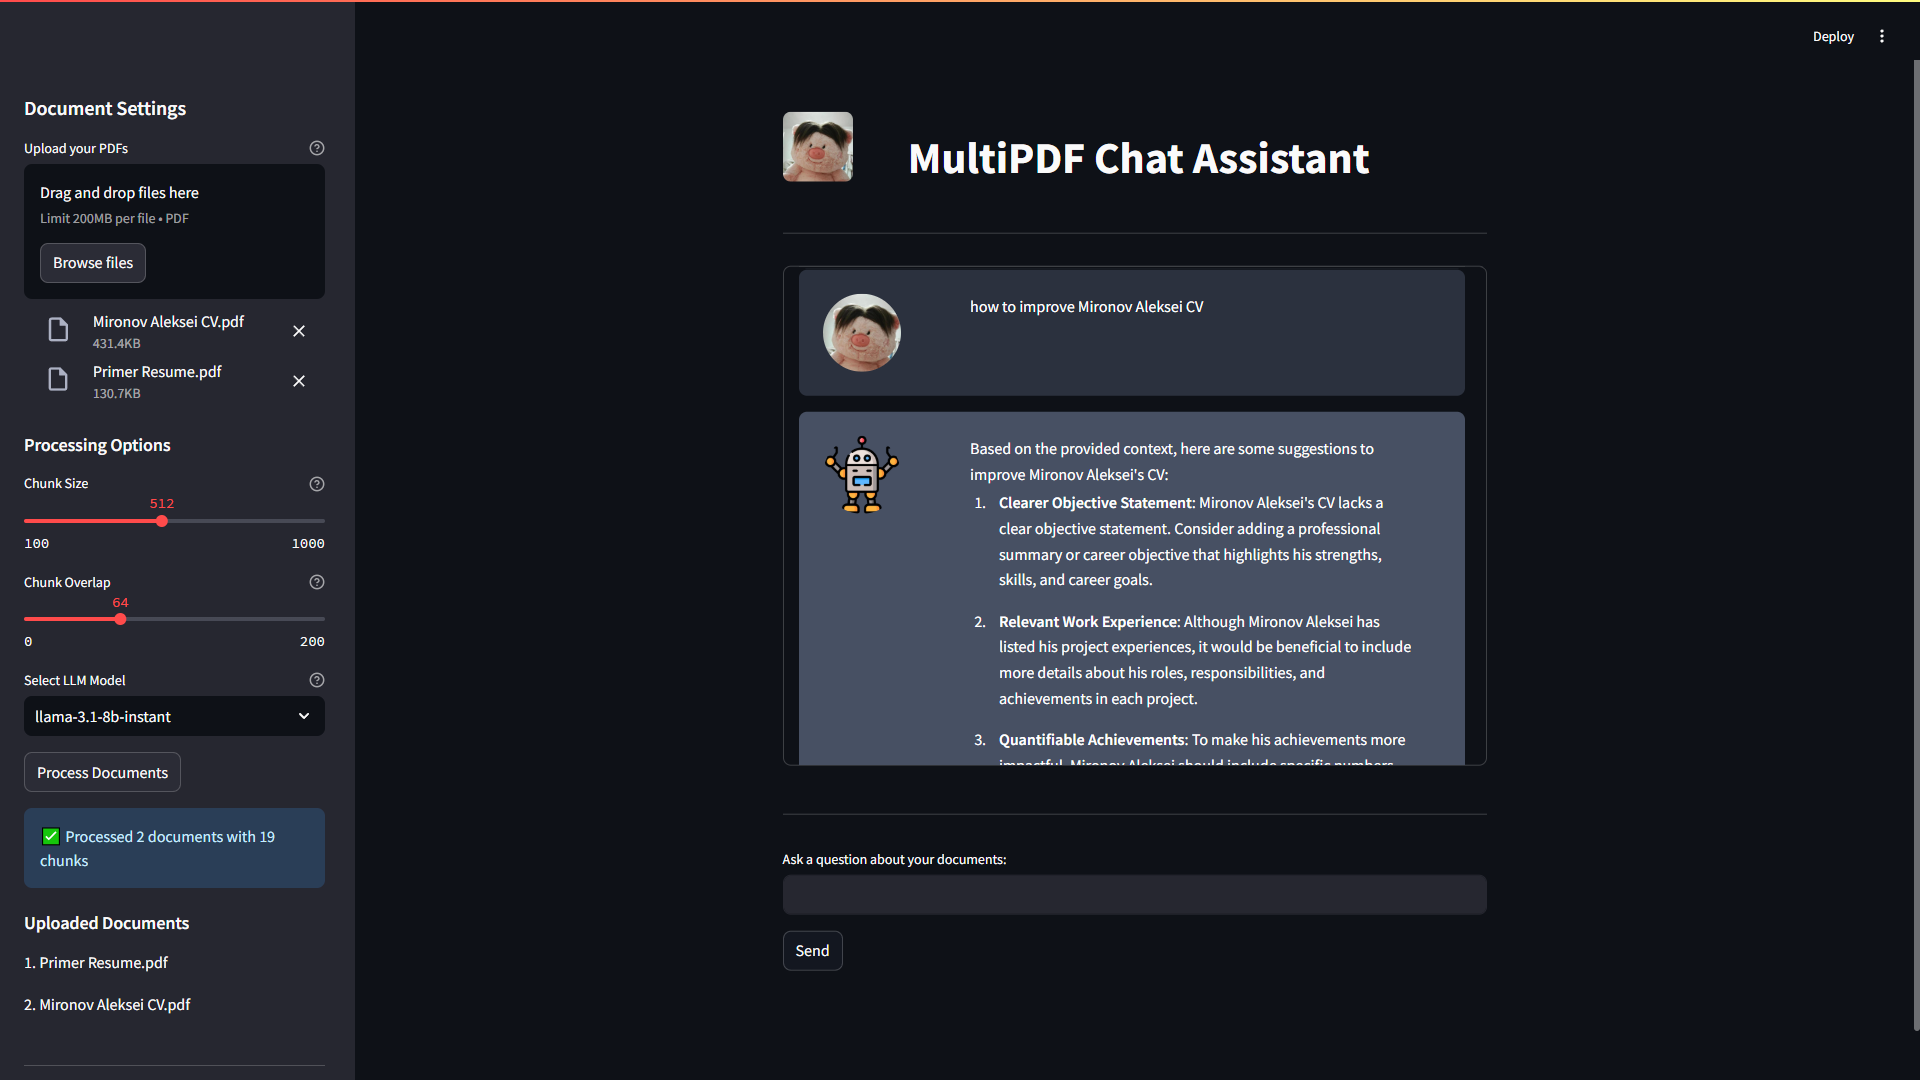 Deploy
Document Settings
Upload your PDFs
Drag and drop files here
Limit 200MB per file • PDF
Browse files
Mironov Aleksei CV.pdf
431.4KB
Primer Resume.pdf
130.7KB
Processing Options
Chunk Size
512
100 1000
Chunk Overlap
64
0 200
Select LLM Model
llama-3.1-8b-instant
Process Documents
✅ Processed 2 documents with 19
chunks
Uploaded Documents
1. Primer Resume.pdf
2. Mironov Aleksei CV.pdf
MultiPDF Chat Assistant
how to improve Mironov Aleksei CV
Based on the provided context, here are some suggestions to
improve Mironov Aleksei's CV:
1. Clearer Objective Statement: Mironov Aleksei's CV lacks a
clear objective statement. Consider adding a professional
summary or career objective that highlights his strengths,
skills, and career goals.
2. Relevant Work Experience: Although Mironov Aleksei has
listed his project experiences, it would be beneficial to include
more details about his roles, responsibilities, and
achievements in each project.
3. Quantifiable Achievements: To make his achievements more
impactful, Mironov Aleksei should include specific numbers
Ask a question about your documents:
Send